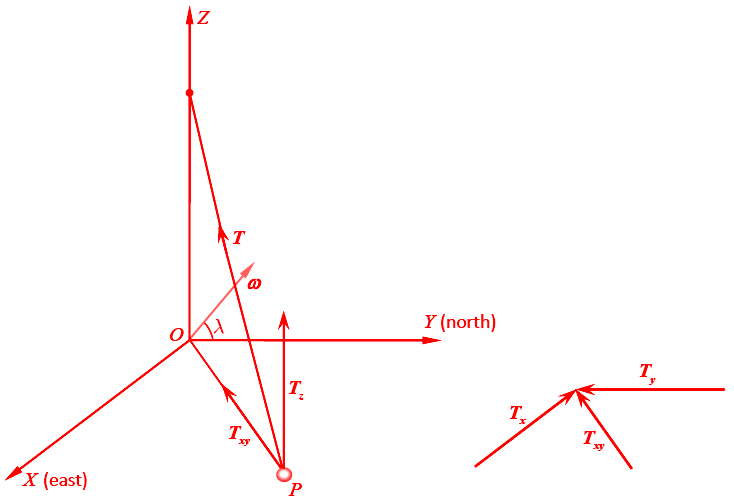 Z
T
ω
λ
O
Y (north)
T_z
T_xy
X (east)
P
T_y
T_x
T_xy